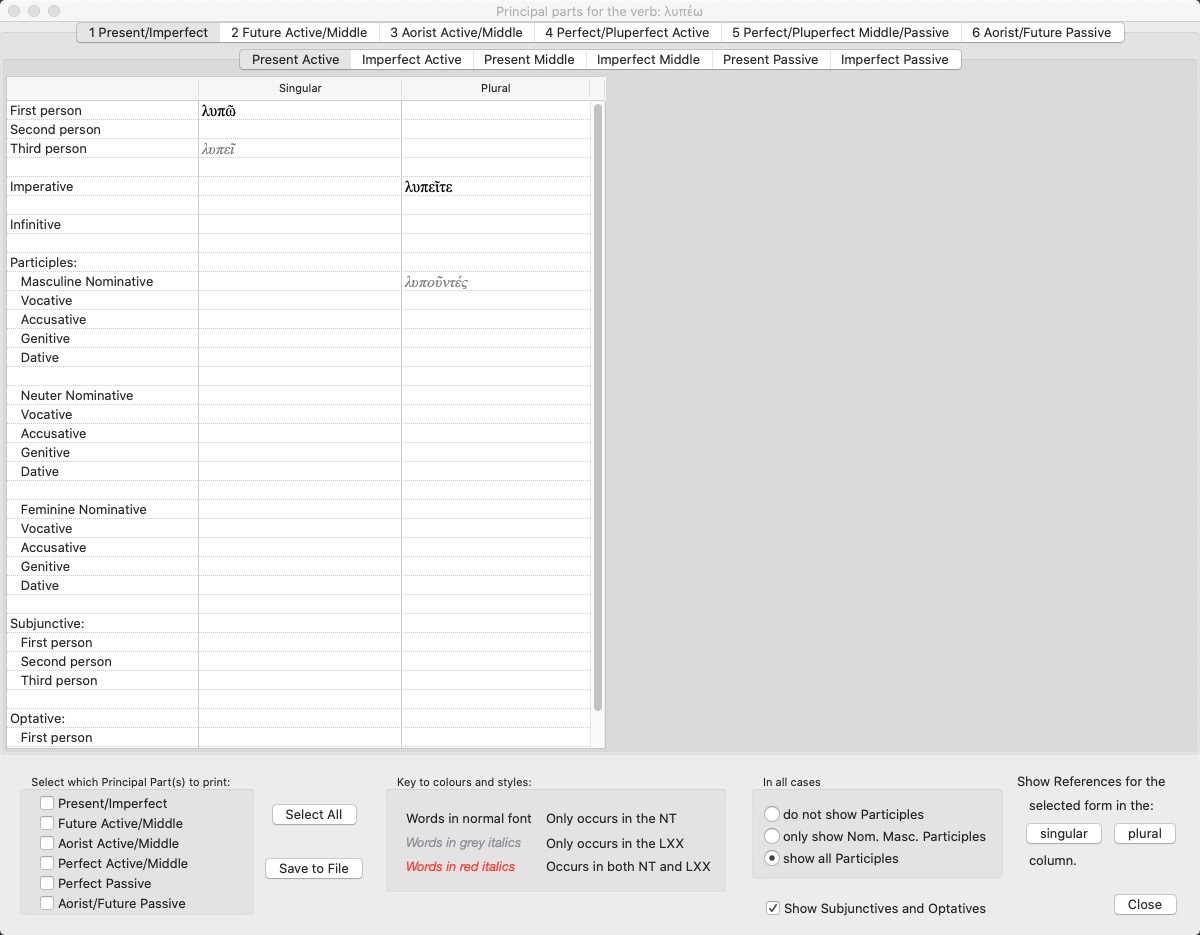 Principal parts for the verb: λυπέω
1 Present/Imperfect 2 Future Active/Middle 3 Aorist Active/Middle 4 Perfect/Pluperfect Active 5 Perfect/Pluperfect Middle/Passive 6 Aorist/Future Passive
Present Active Imperfect Active Present Middle Imperfect Middle Present Passive Imperfect Passive
Singular Plural
First person λυπῶ
Second person
Third person λυπεῖ
Imperative λυπεῖτε
Infinitive
Participles:
Masculine Nominative λυποῦντές
Vocative
Accusative
Genitive
Dative
Neuter Nominative
Vocative
Accusative
Genitive
Dative
Feminine Nominative
Vocative
Accusative
Genitive
Dative
Subjunctive:
First person
Second person
Third person
Optative:
First person
Select which Principal Part(s) to print:
Present/Imperfect
Future Active/Middle
Aorist Active/Middle
Perfect Active/Middle
Perfect Passive
Aorist/Future Passive
Select All
Save to File
Key to colours and styles:
Words in normal font Only occurs in the NT
Words in grey italics Only occurs in the LXX
Words in red italics Occurs in both NT and LXX
In all cases
do not show Participles
only show Nom. Masc. Participles
show all Participles
Show Subjunctives and Optatives
Show References for the
selected form in the:
singular plural
column.
Close